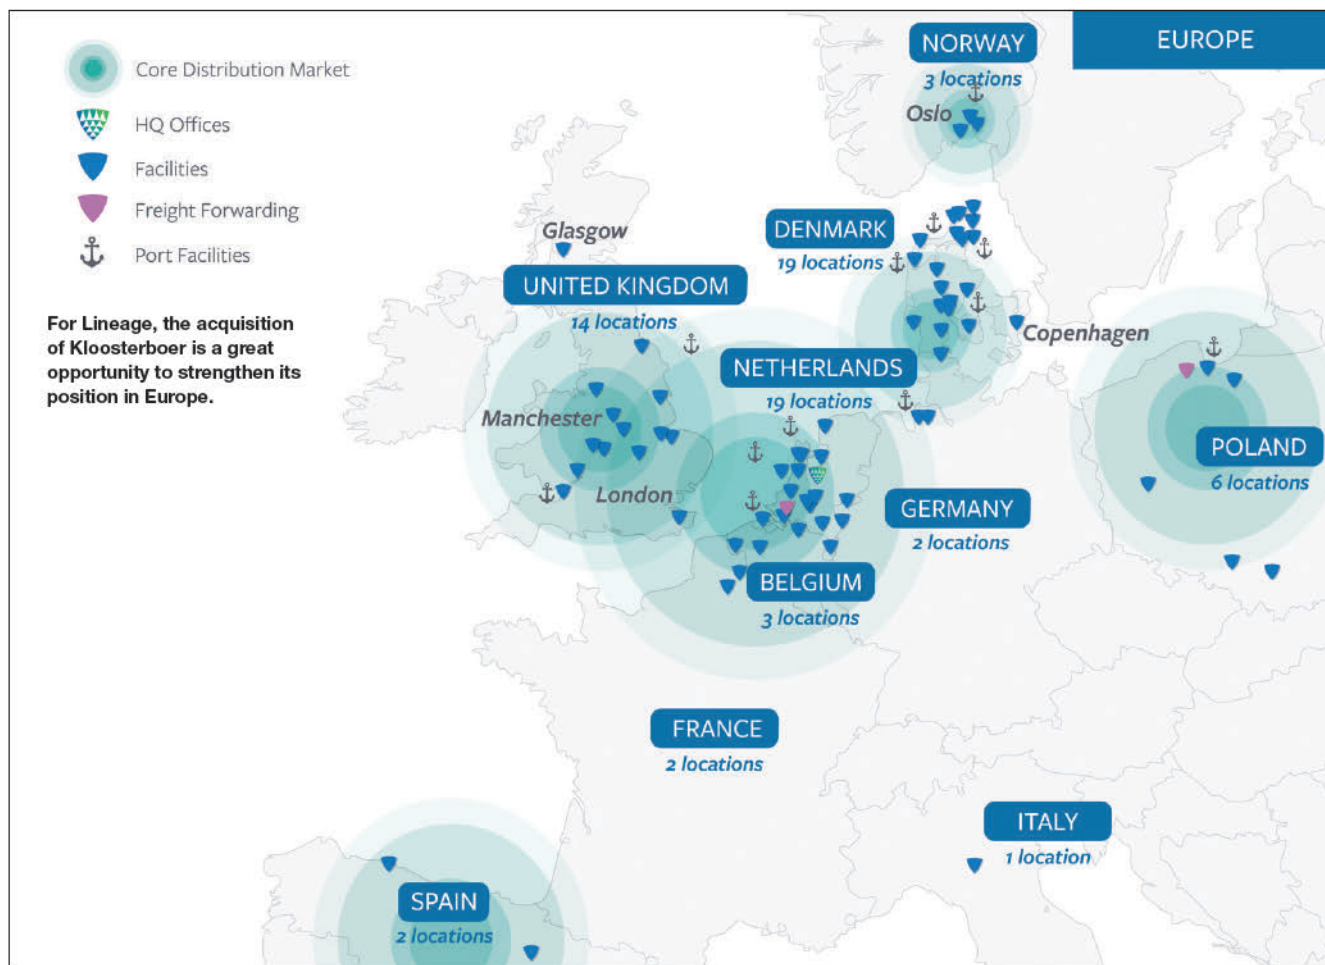 EUROPE
Core Distribution Market
HQ Offices
Facilities
Freight Forwarding
Port Facilities
For Lineage, the acquisition
of Kloosterboer is a great
opportunity to strengthen its
position in Europe.
NORWAY
3 locations
Oslo
Glasgow
DENMARK
19 locations
UNITED KINGDOM
14 locations
Copenhagen
NETHERLANDS
19 locations
Manchester
POLAND
6 locations
London
GERMANY
2 locations
BELGIUM
3 locations
FRANCE
2 locations
ITALY
1 location
SPAIN
2 locations